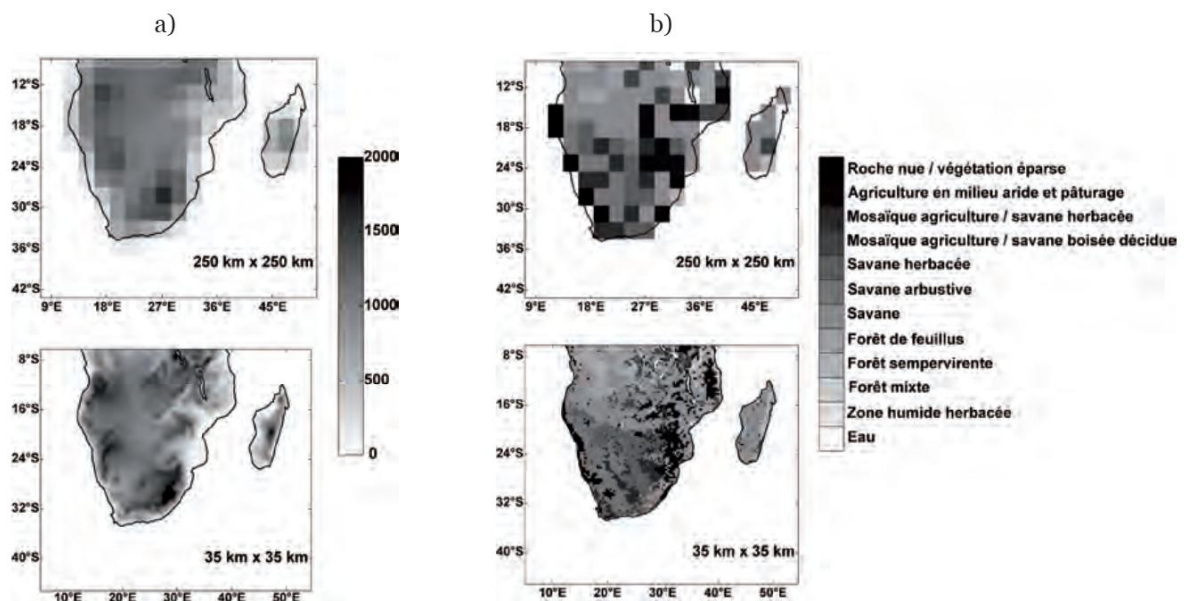 a)
12°S
18°S
24°S
30°S
36°S
42°S
9°E 18°E 27°E 36°E 45°E
250 km x 250 km
2000
1500
1000
500
0
8°S
16°S
24°S
32°S
40°S
10°E 20°E 30°E 40°E 50°E
35 km x 35 km
b)
12°S
18°S
24°S
30°S
36°S
42°S
9°E 18°E 27°E 36°E 45°E
250 km x 250 km
Roche nue / végétation éparse
Agriculture en milieu aride et pâturage
Mosaïque agriculture / savane herbacée
Mosaïque agriculture / savane boisée décidue
Savane herbacée
Savane arbustive
Savane
Forêt de feuillus
Forêt sempervirente
Forêt mixte
Zone humide herbacée
Eau
8°S
16°S
24°S
32°S
40°S
10°E 20°E 30°E 40°E 50°E
35 km x 35 km